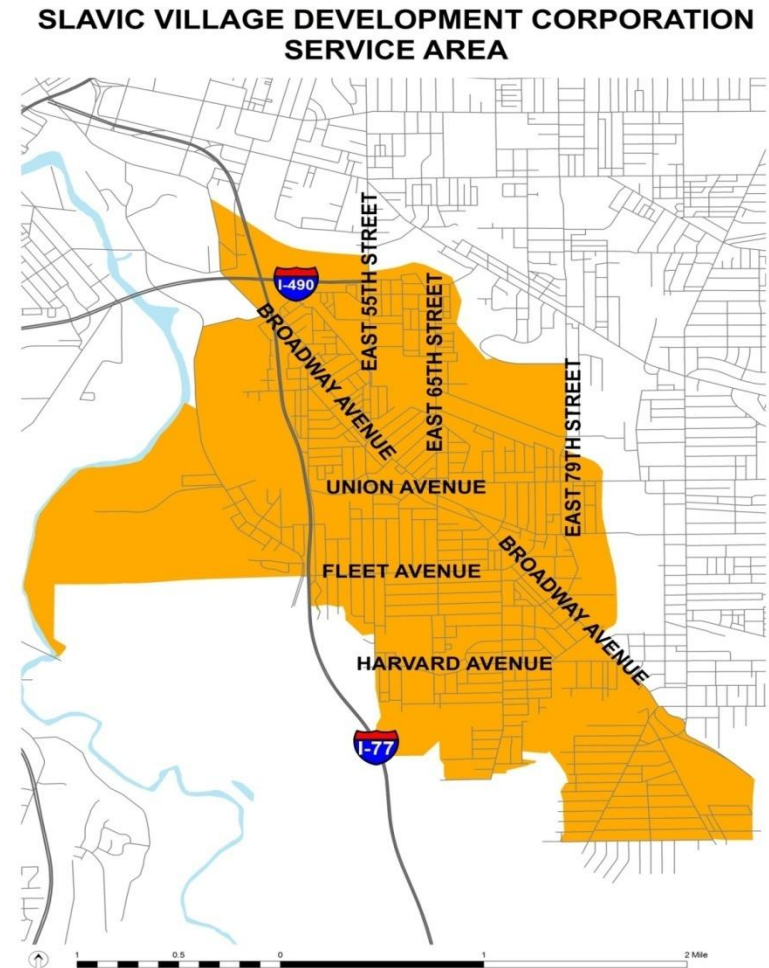 SLAVIC VILLAGE DEVELOPMENT CORPORATION
SERVICE AREA
I-490
EAST 55TH STREET
EAST 65TH STREET
BROADWAY AVENUE
EAST 79TH STREET
UNION AVENUE
BROADWAY AVENUE
FLEET AVENUE
HARVARD AVENUE
I-77
1 0.5 0 1 2 Mile